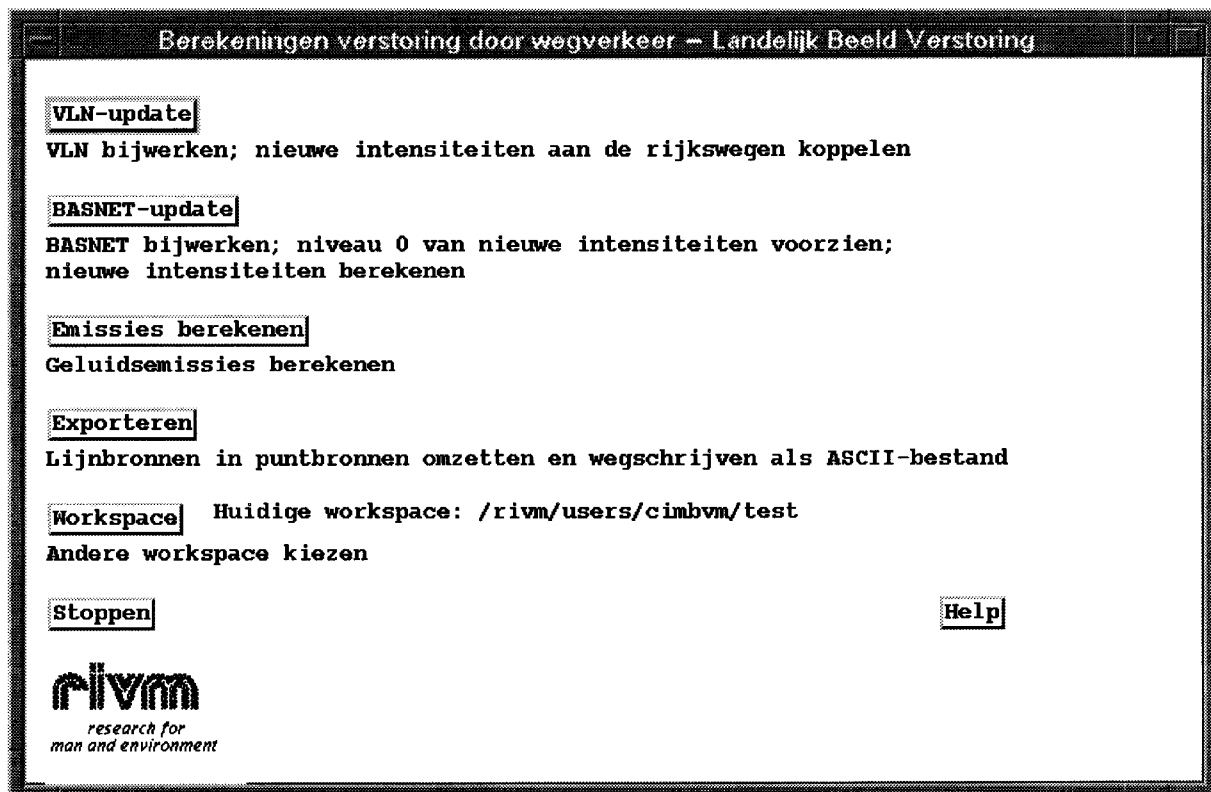 Berekeningen verstoring door wegverkeer – Landelijk Beeld Verstoring
VLN-update
VLN bijwerken; nieuwe intensiteiten aan de rijkswegen koppelen
BASNET-update
BASNET bijwerken; niveau 0 van nieuwe intensiteiten voorzien;
nieuwe intensiteiten berekenen
Emissies berekenen
Geluidsemissies berekenen
Exporteren
Lijnbronnen in puntbronnen omzetten en wegschrijven als ASCII-bestand
Workspace Huidige workspace: /rivm/users/cimbvm/test
Andere workspace kiezen
Stoppen Help
rivm
research for
man and environment